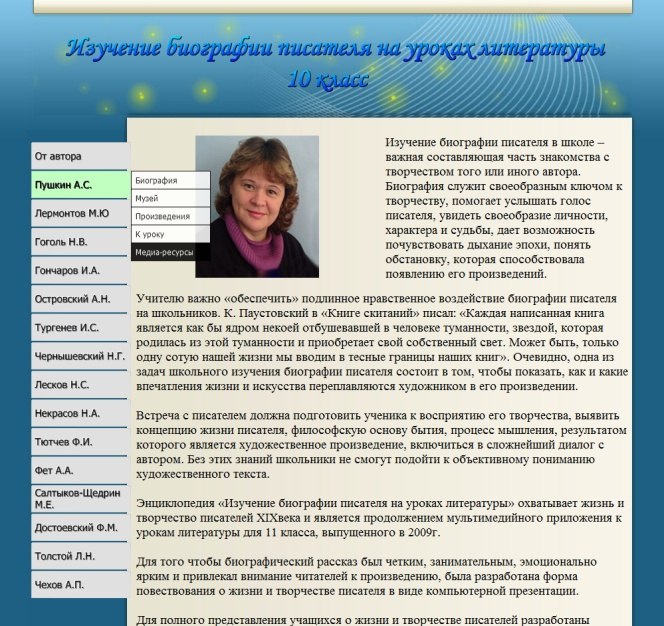 Изучение биографии писателя на уроках литературы
10 класс
От автора
Пушкин А.С.
Лермонтов М.Ю
Гоголь Н.В.
Гончаров И.А.
Островский А.Н.
Тургенев И.С.
Чернышевский Н.Г.
Лесков Н.С.
Некрасов Н.А.
Тютчев Ф.И.
Фет А.А.
Салтыков-Щедрин
М.Е.
Достоевский Ф.М.
Толстой Л.Н.
Чехов А.П.
Биография
Музей
Произведения
К уроку
Медиа-ресурсы
Изучение биографии писателя в школе –
важная составляющая часть знакомства с
творчеством того или иного автора.
Биография служит своеобразным ключом к
творчеству, помогает услышать голос
писателя, увидеть своеобразие личности,
характера и судьбы, дает возможность
почувствовать дыхание эпохи, понять
обстановку, которая способствовала
появлению его произведений.
Учителю важно «обеспечить» подлинное нравственное воздействие биографии писателя
на школьников. К. Паустовский в «Книге скитаний» писал: «Каждая написанная книга
является как бы ядром некоей отбушевавшей в человеке туманности, звездой, которая
родилась из этой туманности и приобретает свой собственный свет. Может быть, только
одну сотую нашей жизни мы вводим в тесные границы наших книг». Очевидно, одна из
задач школьного изучения биографии писателя состоит в том, чтобы показать, как и какие
впечатления жизни и искусства переплавляются художником в его произведении.
Встреча с писателем должна подготовить ученика к восприятию его творчества, выявить
концепцию жизни писателя, философскую основу бытия, процесс мышления, результатом
которого является художественное произведение, включиться в сложнейший диалог с
автором. Без этих знаний школьники не смогут подойти к объективному пониманию
художественного текста.
Энциклопедия «Изучение биографии писателя на уроках литературы» охватывает жизнь и
творчество писателей XIXвека и является продолжением мультимедийного приложения к
урокам литературы для 11 класса, выпущенного в 2009г.
Для того чтобы биографический рассказ был четким, занимательным, эмоционально
ярким и привлекал внимание читателей к произведению, была разработана форма
повествования о жизни и творчестве писателя в виде компьютерной презентации.
Для полного представления учащихся о жизни и творчестве писателей разработаны